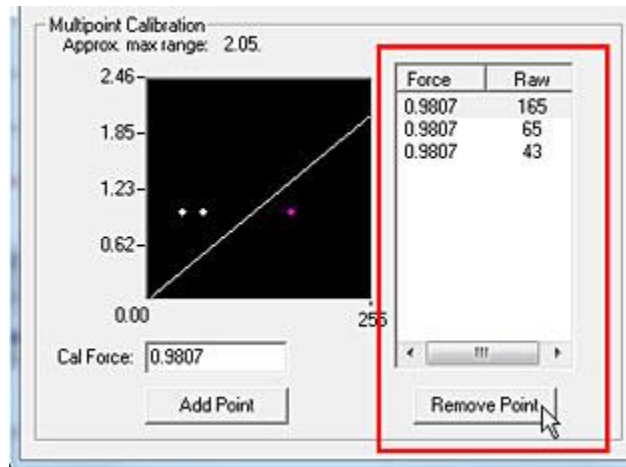 Multipoint Calibration
Approx. max range: 2.05.
2.46
1.85
1.23
0.62
0.00
255
Cal Force: 0.9807
Add Point
Force Raw
0.9807 165
0.9807 65
0.9807 43
Remove Point